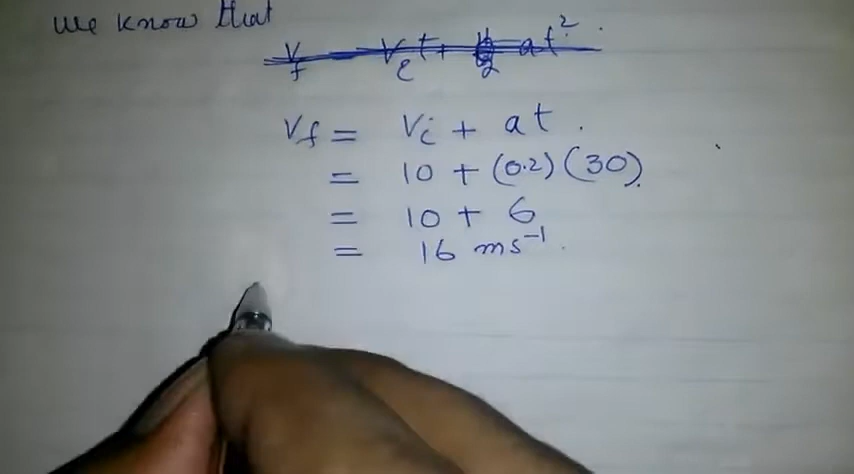 we know that
Vf = Vi + at.
= 10 + (0.2) (30).
= 10 + 6
= 16 ms⁻¹.